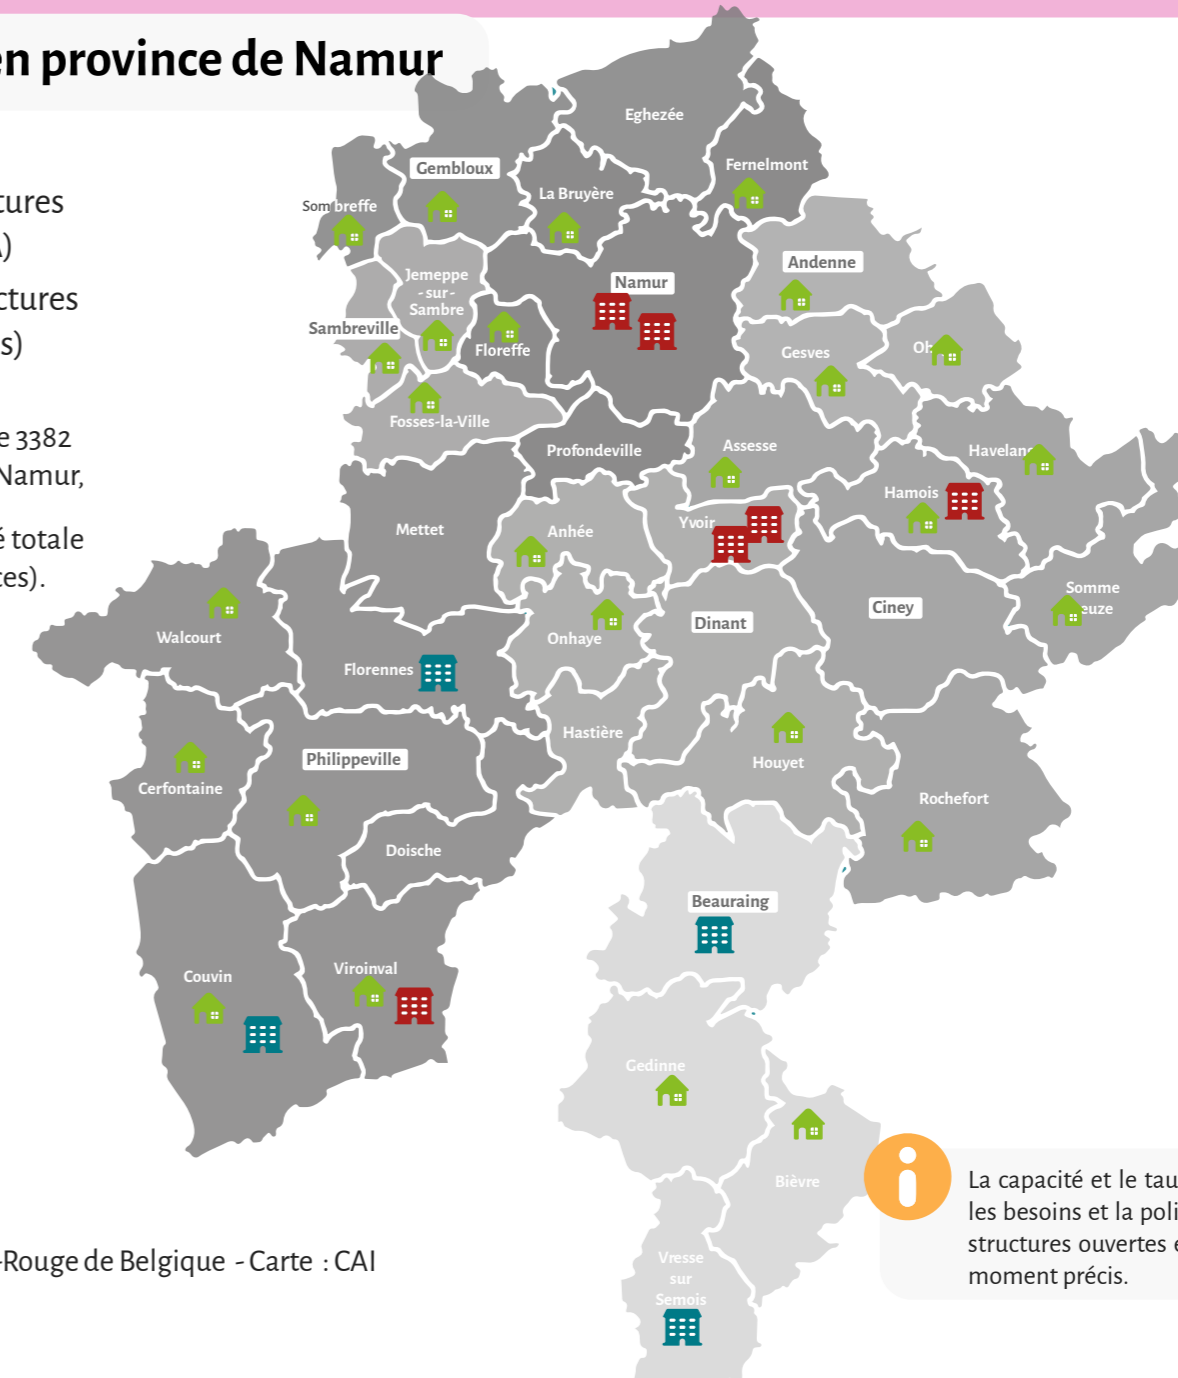 en province de Namur
tures
A)
ctures
s)
e 3382
Namur,
é totale
ces).
Eghezée
Fernelmont
Gembloux
La Bruyère
Sombreffe
Jemeppe
-sur-
Sambre
Namur
Andenne
Sambreville
Floreffe
Gesves
Fosses-la-Ville
Profondeville
Assesse
Hamois
Mettet
Anhée
Yvoir
Somme
Ciney
Dinant
Onhaye
Walcourt
Florennes
Hastière
Philippeville
Houyet
Cerfontaine
Rochefort
Doische
Beauraing
Couvin
Viroinval
Gedinne
Bièvre
Vresse
sur
Semois
-Rouge de Belgique - Carte : CAI
La capacité et le tau
les besoins et la poli
structures ouvertes e
moment précis.